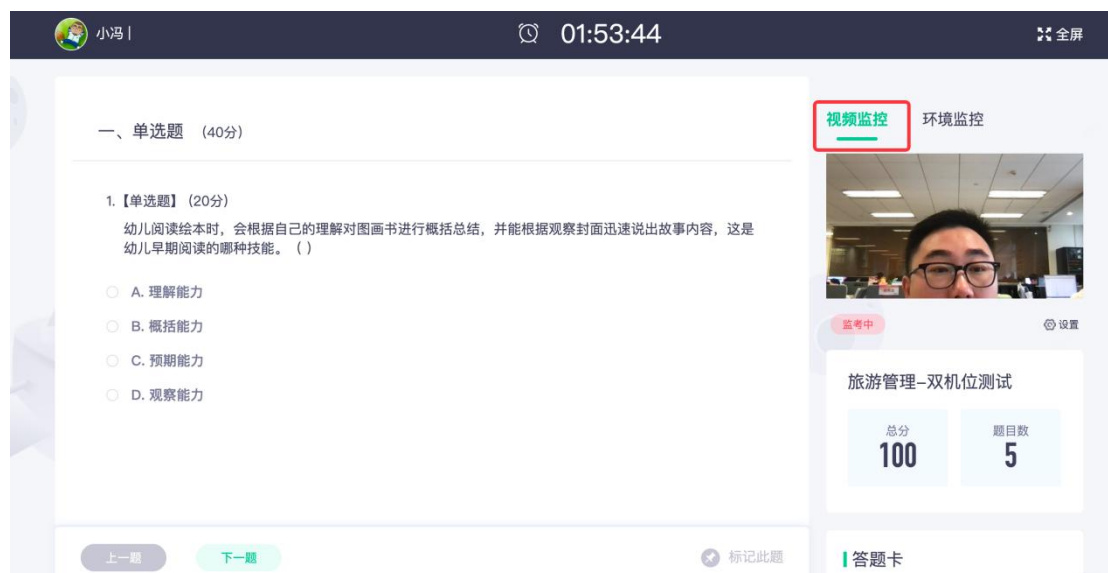 小冯 |
01:53:44
全屏
一、单选题 (40分)
1.【单选题】(20分)
幼儿阅读绘本时，会根据自己的理解对图画书进行概括总结，并能根据观察封面迅速说出故事内容，这是
幼儿早期阅读的哪种技能。( )
A. 理解能力
B. 概括能力
C. 预期能力
D. 观察能力
上一题
下一题
标记此题
视频监控
环境监控
监考中
设置
旅游管理–双机位测试
总分
100
题目数
5
答题卡